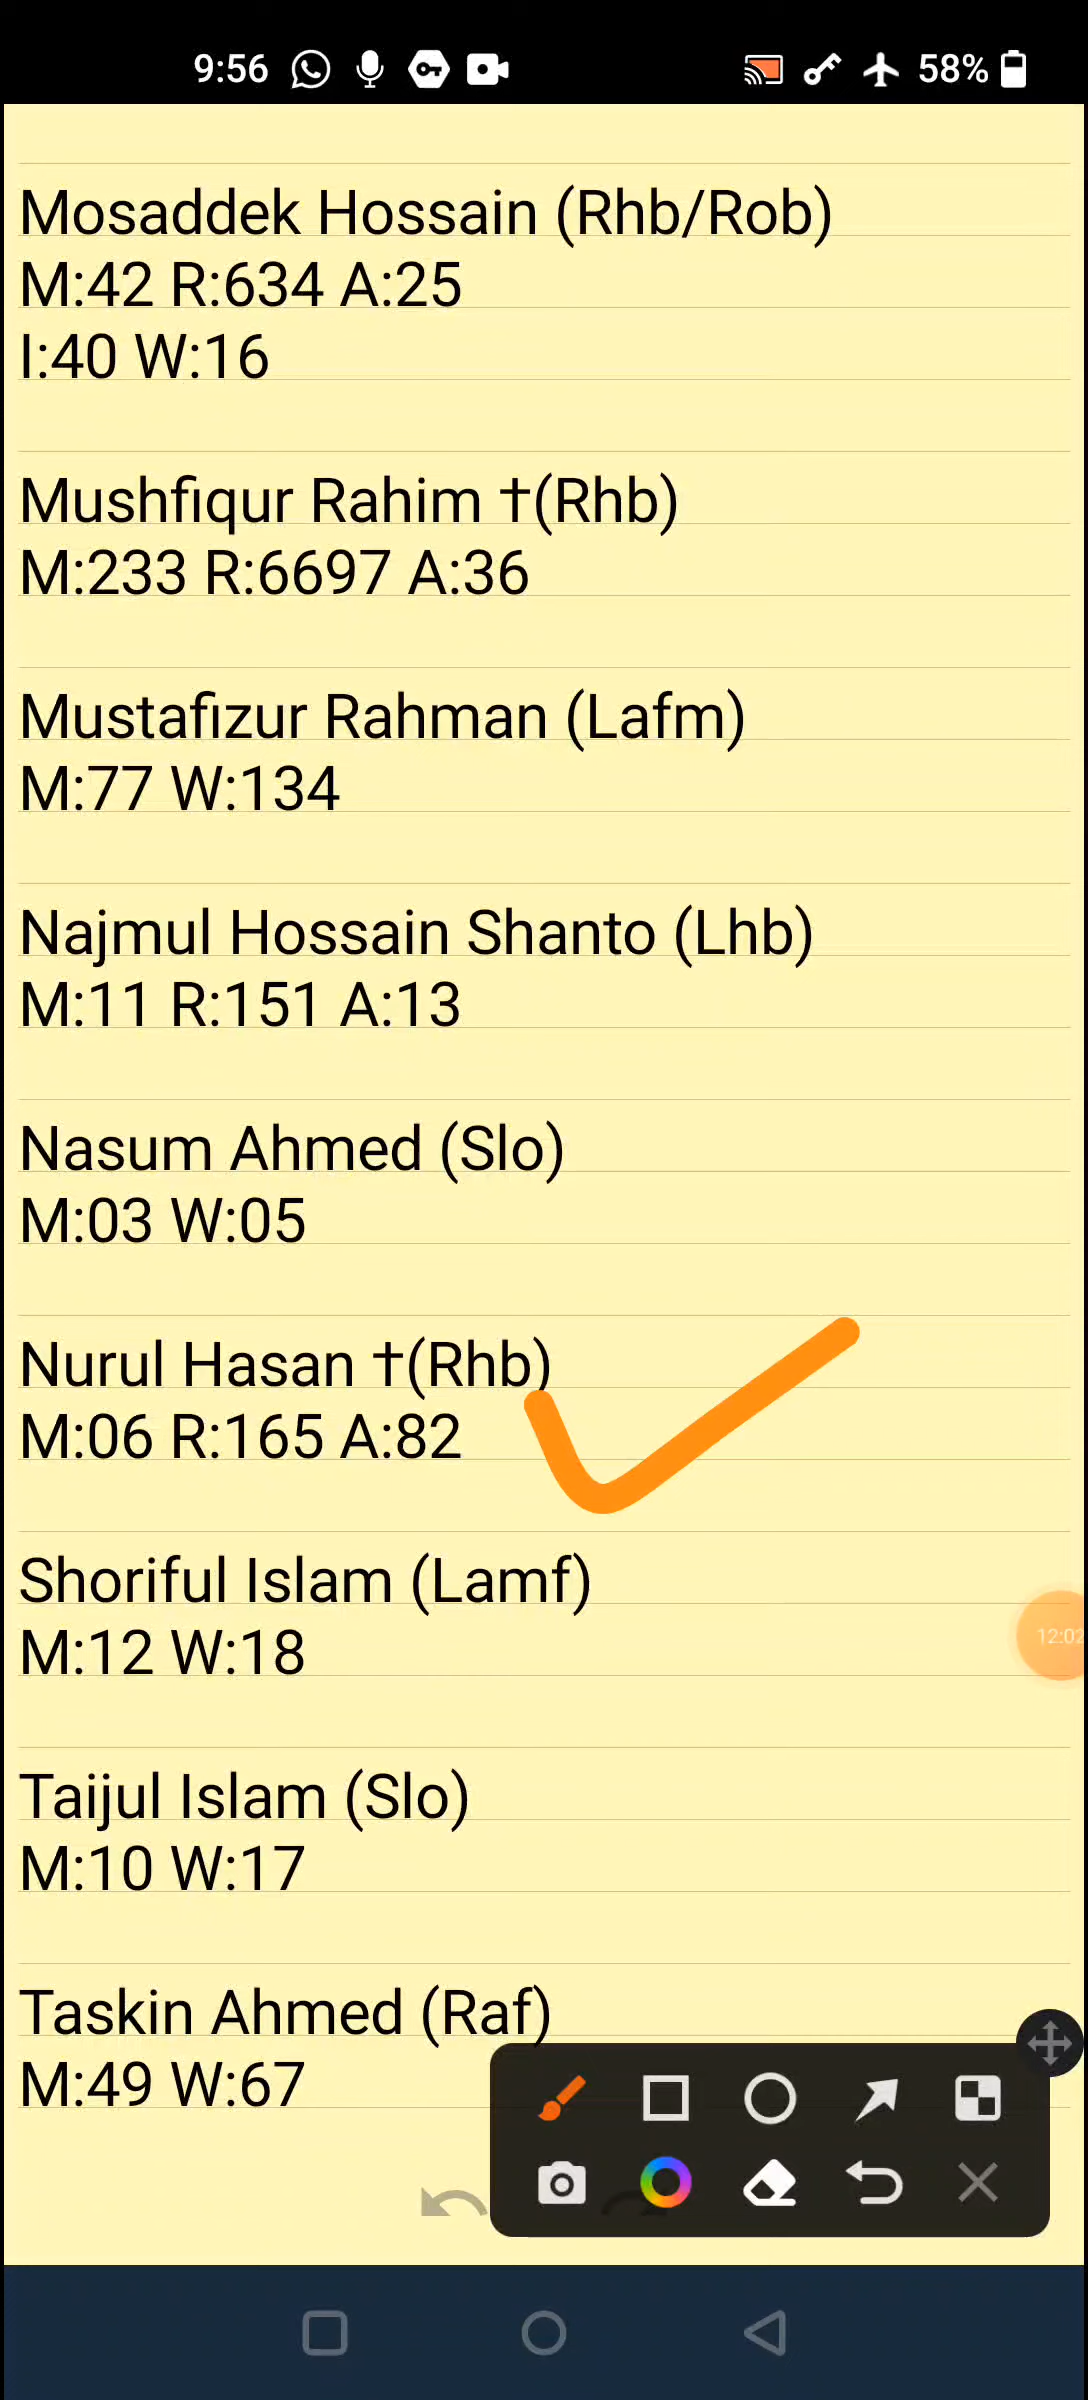 9:56 58%
Mosaddek Hossain (Rhb/Rob)
M:42 R:634 A:25
I:40 W:16
Mushfiqur Rahim †(Rhb)
M:233 R:6697 A:36
Mustafizur Rahman (Lafm)
M:77 W:134
Najmul Hossain Shanto (Lhb)
M:11 R:151 A:13
Nasum Ahmed (Slo)
M:03 W:05
Nurul Hasan †(Rhb)
M:06 R:165 A:82
Shoriful Islam (Lamf)
M:12 W:18
12:02
Taijul Islam (Slo)
M:10 W:17
Taskin Ahmed (Raf)
M:49 W:67